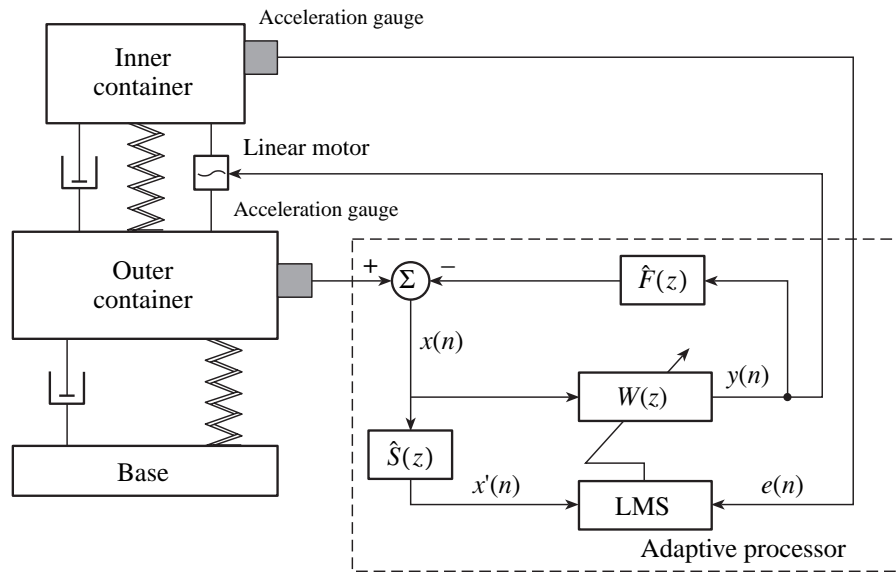 Acceleration gauge
Inner
container
Linear motor
Acceleration gauge
Outer
container
+
Σ
−
F̂(z)
x(n)
W(z)
y(n)
Ŝ(z)
Base
x'(n)
LMS
e(n)
Adaptive processor